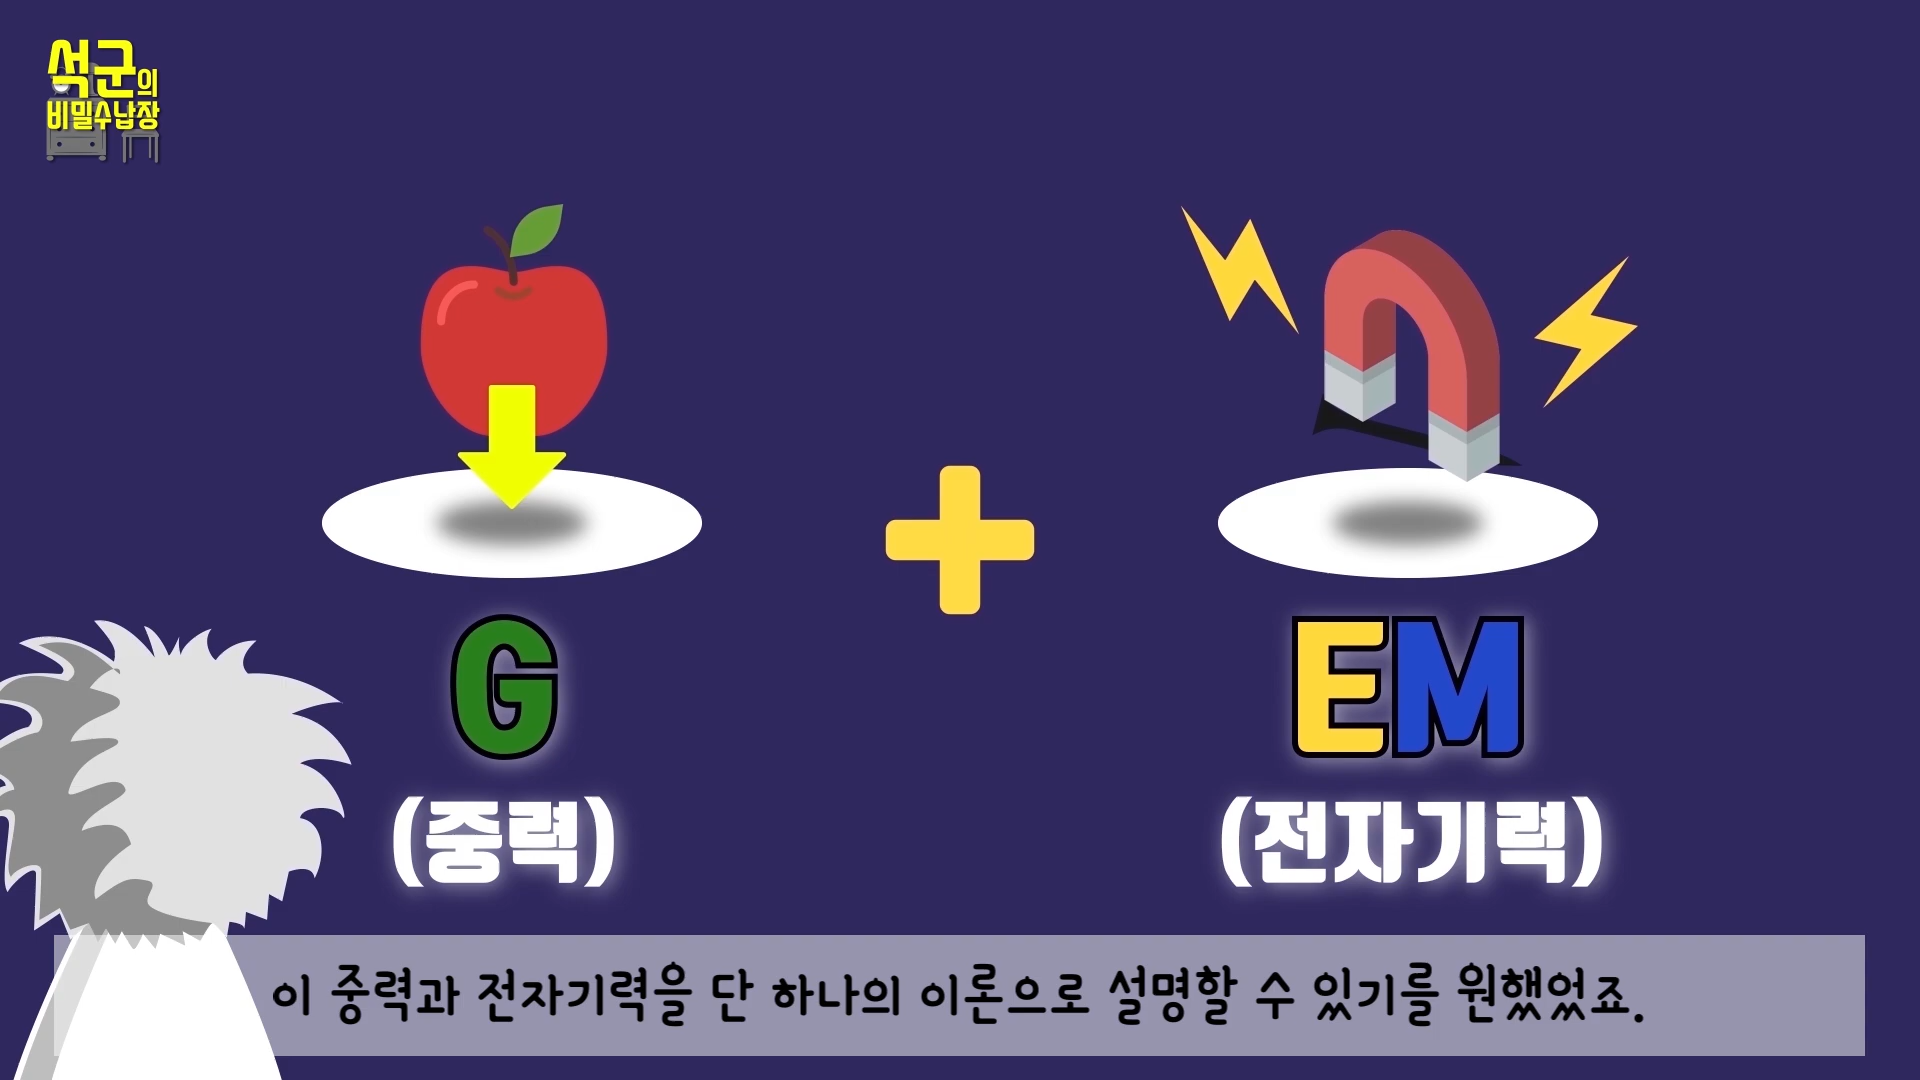 석군의
비밀수납장
G
(중력)
EM
(전자기력)
이 중력과 전자기력을 단 하나의 이론으로 설명할 수 있기를 원했었죠.